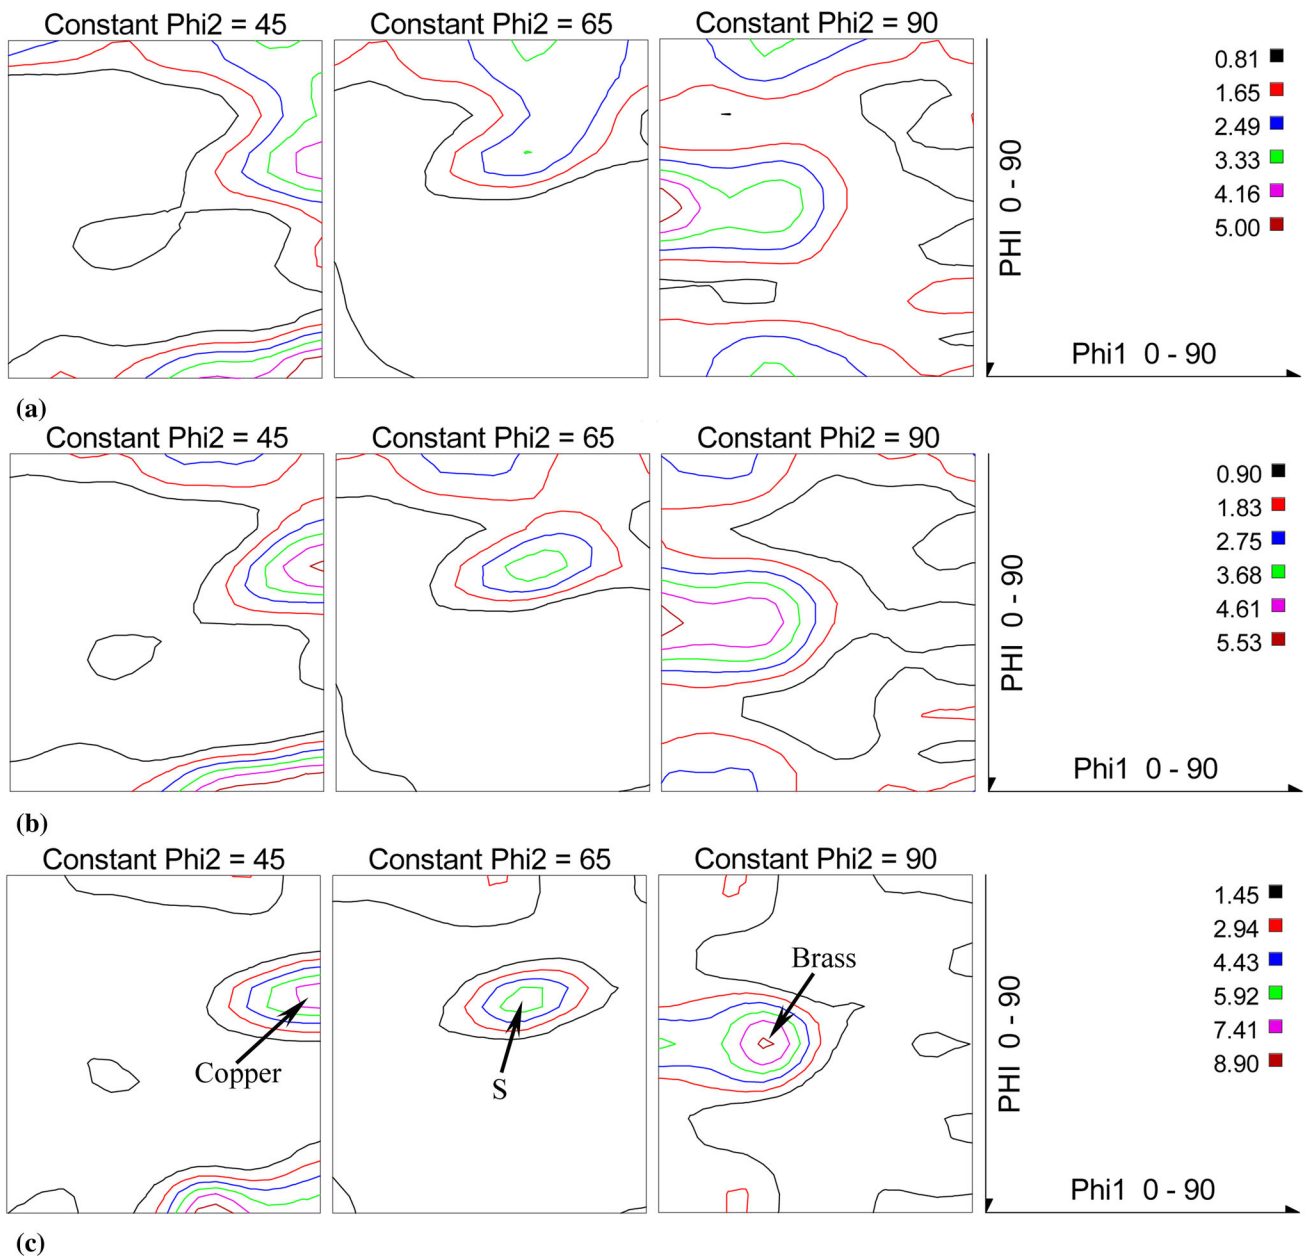 Constant Phi2 = 45 Constant Phi2 = 65 Constant Phi2 = 90
0.81
1.65
2.49
3.33
4.16
5.00
PHI 0 - 90
Phi1 0 - 90
(a)
Constant Phi2 = 45 Constant Phi2 = 65 Constant Phi2 = 90
0.90
1.83
2.75
3.68
4.61
5.53
PHI 0 - 90
Phi1 0 - 90
(b)
Constant Phi2 = 45 Constant Phi2 = 65 Constant Phi2 = 90
1.45
2.94
4.43
5.92
7.41
8.90
Brass
Copper
S
PHI 0 - 90
Phi1 0 - 90
(c)